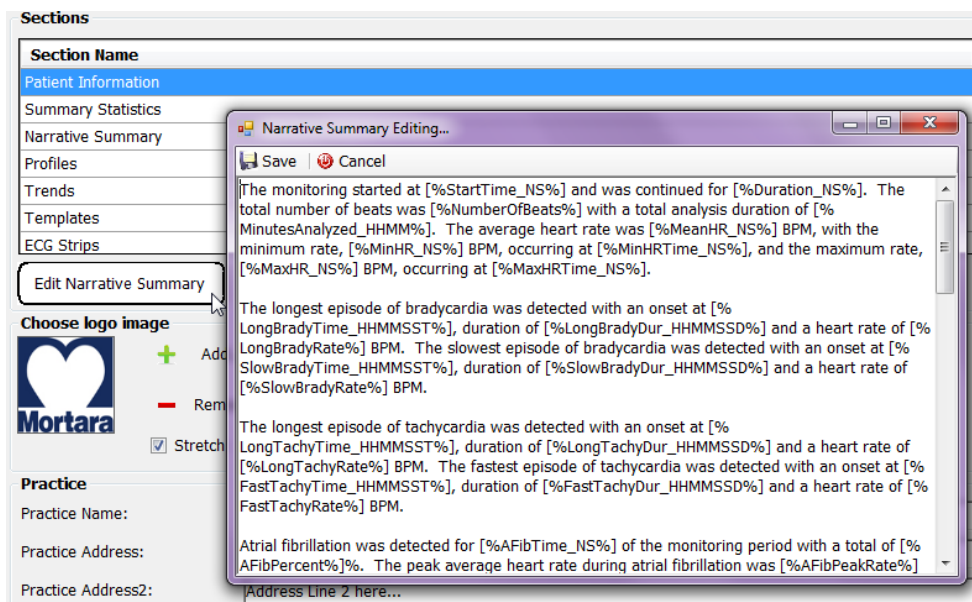 Sections
Section Name
Patient Information
Summary Statistics
Narrative Summary
Profiles
Trends
Templates
ECG Strips
Edit Narrative Summary
Choose logo image
Mortara
Add
Rem
Stretch
Practice
Practice Name:
Practice Address:
Practice Address2:
Address Line 2 here...
Narrative Summary Editing...
Save
Cancel
The monitoring started at [%StartTime_NS%] and was continued for [%Duration_NS%].  The
total number of beats was [%NumberOfBeats%] with a total analysis duration of [%
MinutesAnalyzed_HHMM%].  The average heart rate was [%MeanHR_NS%] BPM, with the
minimum rate, [%MinHR_NS%] BPM, occurring at [%MinHRTime_NS%], and the maximum rate,
[%MaxHR_NS%] BPM, occurring at [%MaxHRTime_NS%].
The longest episode of bradycardia was detected with an onset at [%
LongBradyTime_HHMMSST%], duration of [%LongBradyDur_HHMMSSD%] and a heart rate of [%
LongBradyRate%] BPM.  The slowest episode of bradycardia was detected with an onset at [%
SlowBradyTime_HHMMSST%], duration of [%SlowBradyDur_HHMMSSD%] and a heart rate of
[%SlowBradyRate%] BPM.
The longest episode of tachycardia was detected with an onset at [%
LongTachyTime_HHMMSST%], duration of [%LongTachyDur_HHMMSSD%] and a heart rate of
[%LongTachyRate%] BPM.  The fastest episode of tachycardia was detected with an onset at [%
FastTachyTime_HHMMSST%], duration of [%FastTachyDur_HHMMSSD%] and a heart rate of [%
FastTachyRate%] BPM.
Atrial fibrillation was detected for [%AFibTime_NS%] of the monitoring period with a total of [%
AFibPercent%]%.  The peak average heart rate during atrial fibrillation was [%AFibPeakRate%]